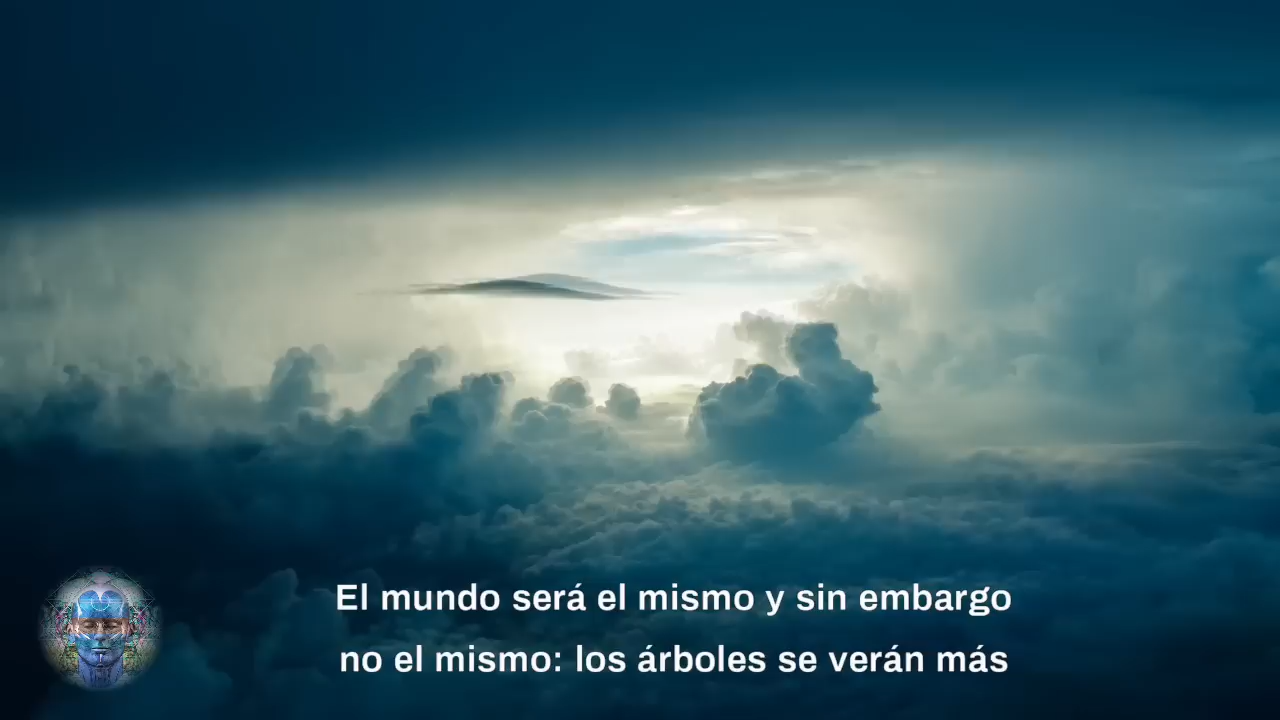 El mundo será el mismo y sin embargo
no el mismo: los árboles se verán más